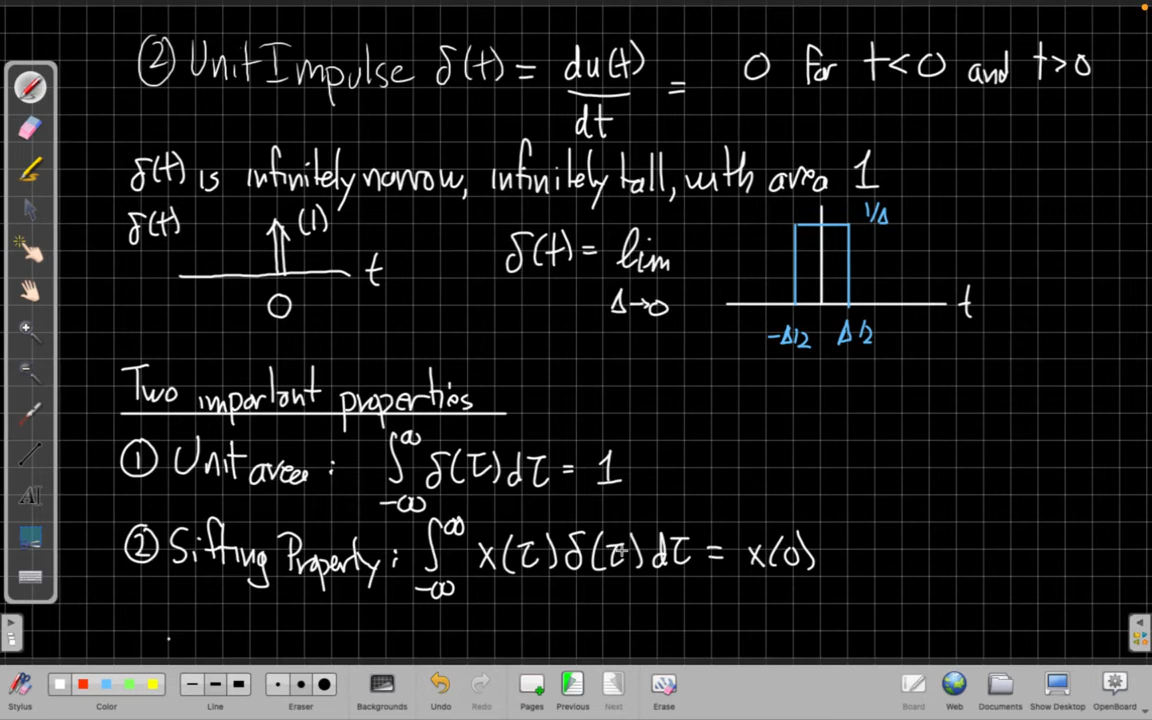 ② Unit Impulse δ(t) = du(t)/dt = 0 for t<0 and t>0
δ(t) is infinitely narrow, infinitely tall, with area 1
δ(t) (1) t 0
δ(t) = lim Δ→0 1/Δ t -Δ/2 Δ/2
Two important properties
① Unit area: ∫_{-∞}^{∞} δ(τ)dτ = 1
② Sifting Property: ∫_{-∞}^{∞} x(τ)δ(τ)dτ = x(0)
Stylus Color Line Eraser Backgrounds Undo Redo Pages Previous Next Erase Board Web Documents Show Desktop OpenBoard